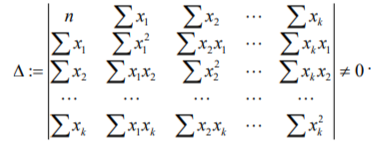 n ∑x₁ ∑x₂ ⋯ ∑xₖ
∑x₁ ∑x₁² ∑x₂x₁ ⋯ ∑xₖx₁
Δ := ∑x₂ ∑x₁x₂ ∑x₂² ⋯ ∑xₖx₂ ≠ 0 .
⋯ ⋯ ⋯ ⋯ ⋯
∑xₖ ∑x₁xₖ ∑x₂xₖ ⋯ ∑xₖ²